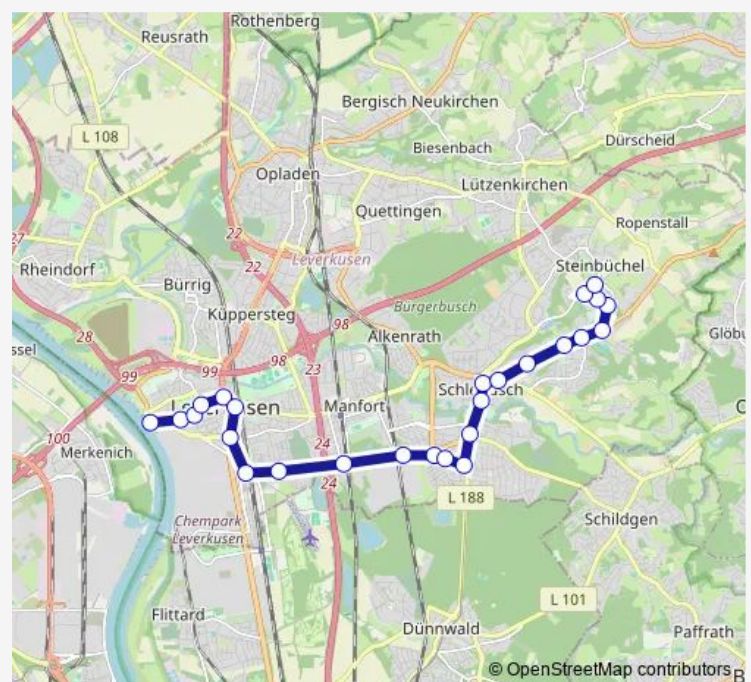 Rothenberg
Reusrath
Bergisch Neukirchen
L 108
Biesenbach
Dürscheid
Opladen
Lützenkirchen
Quettingen
Ropenstall
22
27
Leverkusen
22
Steinbüchel
Rheindorf
Bürrig
Bürgerbusch
Küppersteg
98
28
Alkenrath
98
99
99
23
Merkenich
100
Manfort
24
24
L 188
Chempark
Leverkusen
Schildgen
L 101
Flittard
Dünnwald
Paffrath
© OpenStreetMap contributors